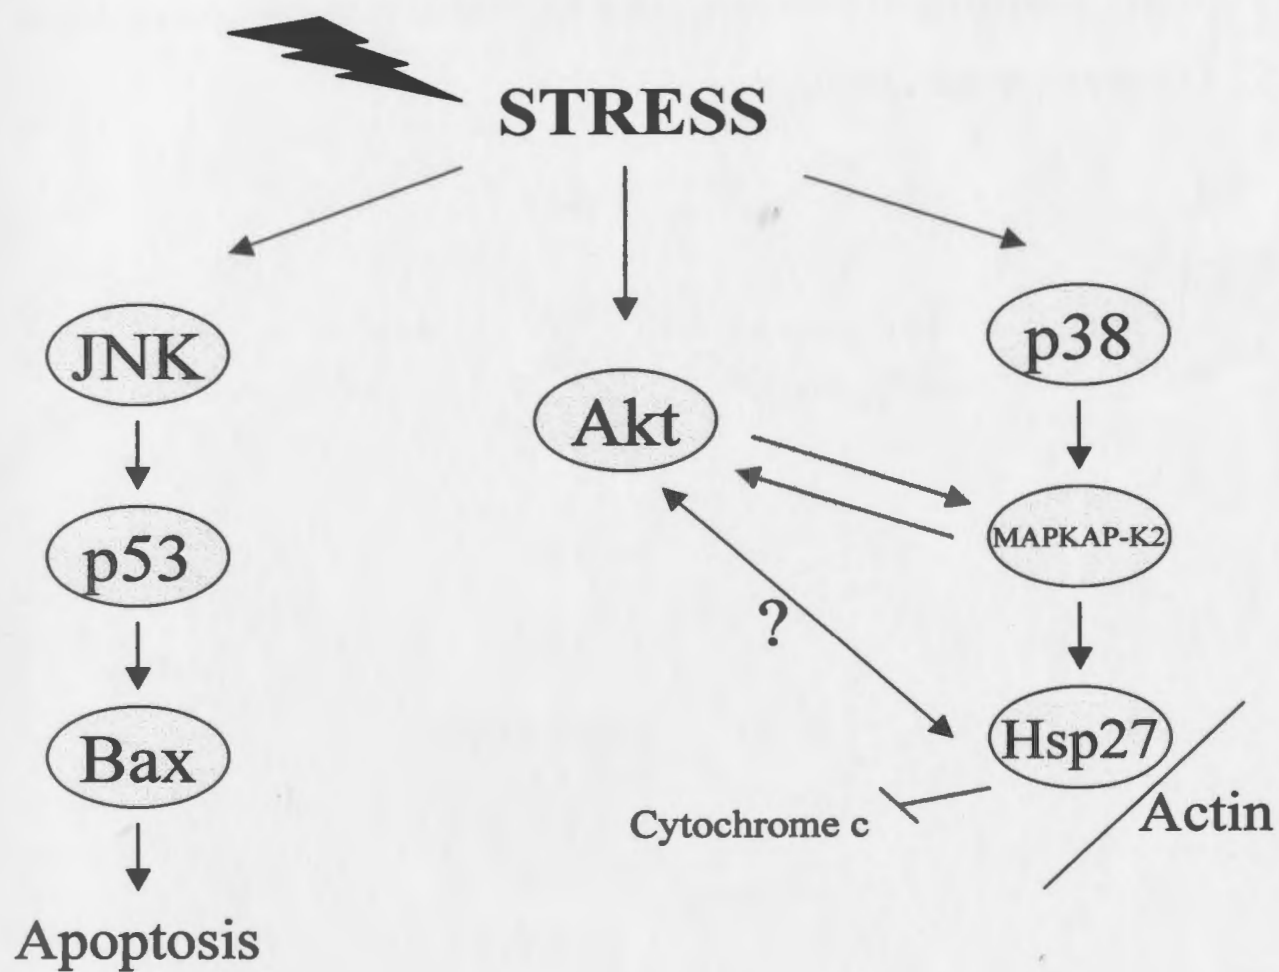 STRESS
JNK
Akt
p38
p53
MAPKAP-K2
?
Bax
Hsp27
Cytochrome c
Actin
Apoptosis